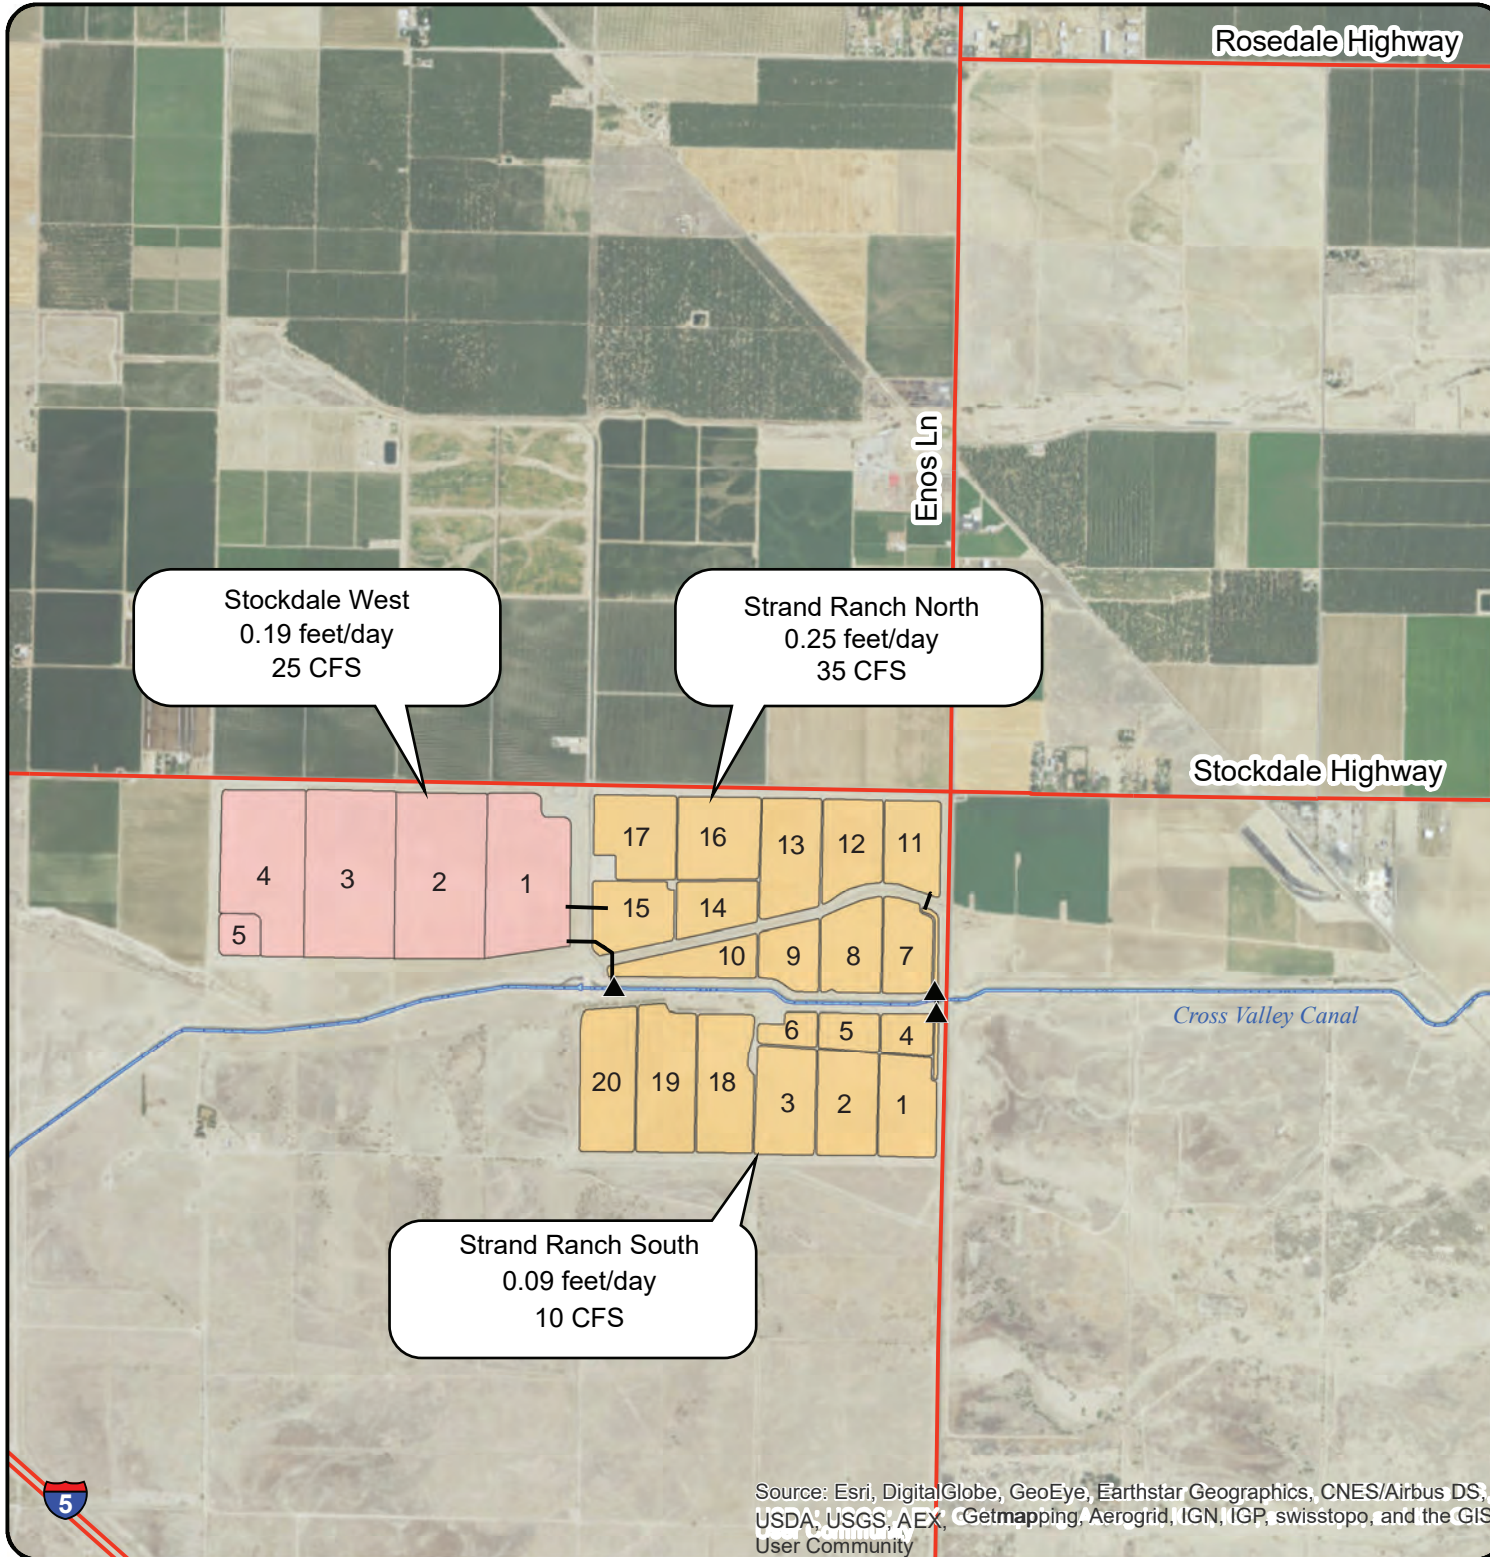 Rosedale Highway
Enos Ln
Stockdale West
0.19 feet/day
25 CFS
Strand Ranch North
0.25 feet/day
35 CFS
Stockdale Highway
17
16
13
12
11
4
3
2
1
15
14
5
10
9
8
7
Cross Valley Canal
6
5
4
20
19
18
3
2
1
Strand Ranch South
0.09 feet/day
10 CFS
5
Source: Esri, DigitalGlobe, GeoEye, Earthstar Geographics, CNES/Airbus DS,
USDA, USGS, AEX, Getmapping, Aerogrid, IGN, IGP, swisstopo, and the GIS
User Community